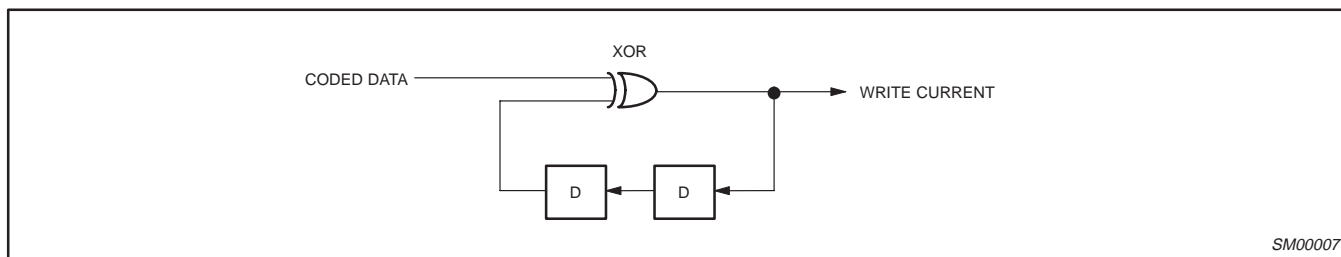 XOR
CODED DATA
WRITE CURRENT
D D
SM00007